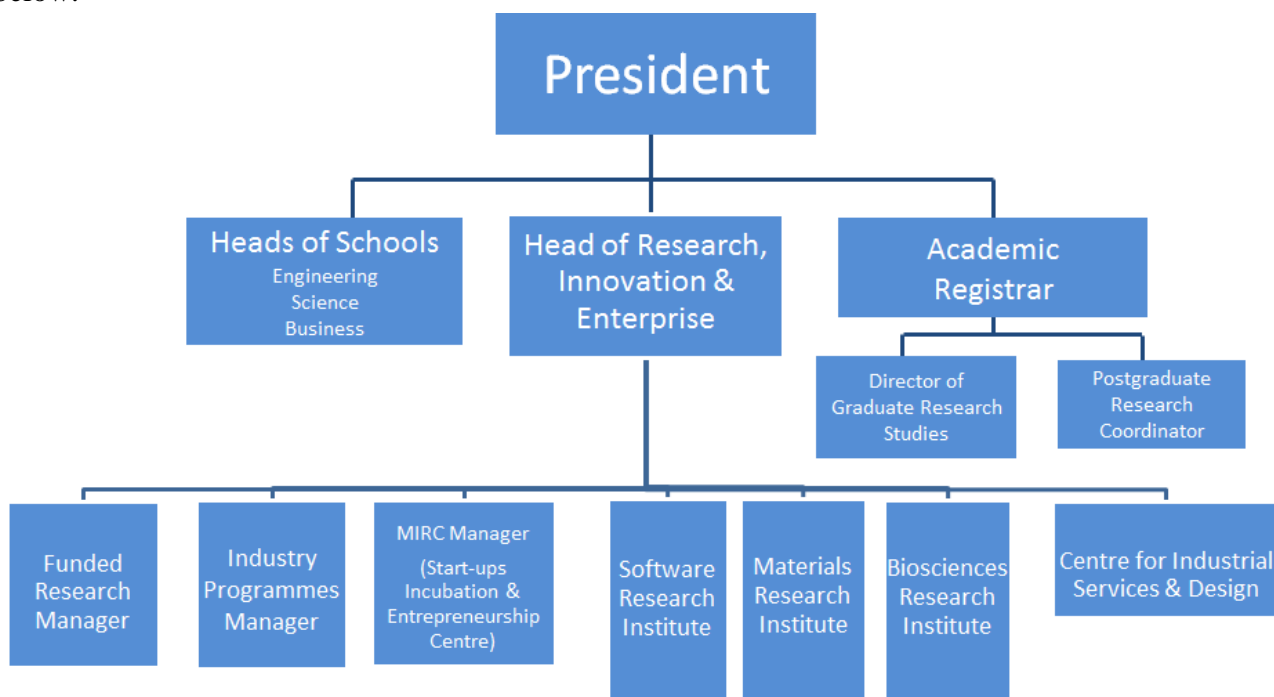 below.
President
Heads of Schools
Engineering
Science
Business
Head of Research,
Innovation &
Enterprise
Academic
Registrar
Director of
Graduate Research
Studies
Postgraduate
Research
Coordinator
Funded
Research
Manager
Industry
Programmes
Manager
MIRC Manager
(Start-ups
Incubation &
Entrepreneurship
Centre)
Software
Research
Institute
Materials
Research
Institute
Biosciences
Research
Institute
Centre for Industrial
Services & Design